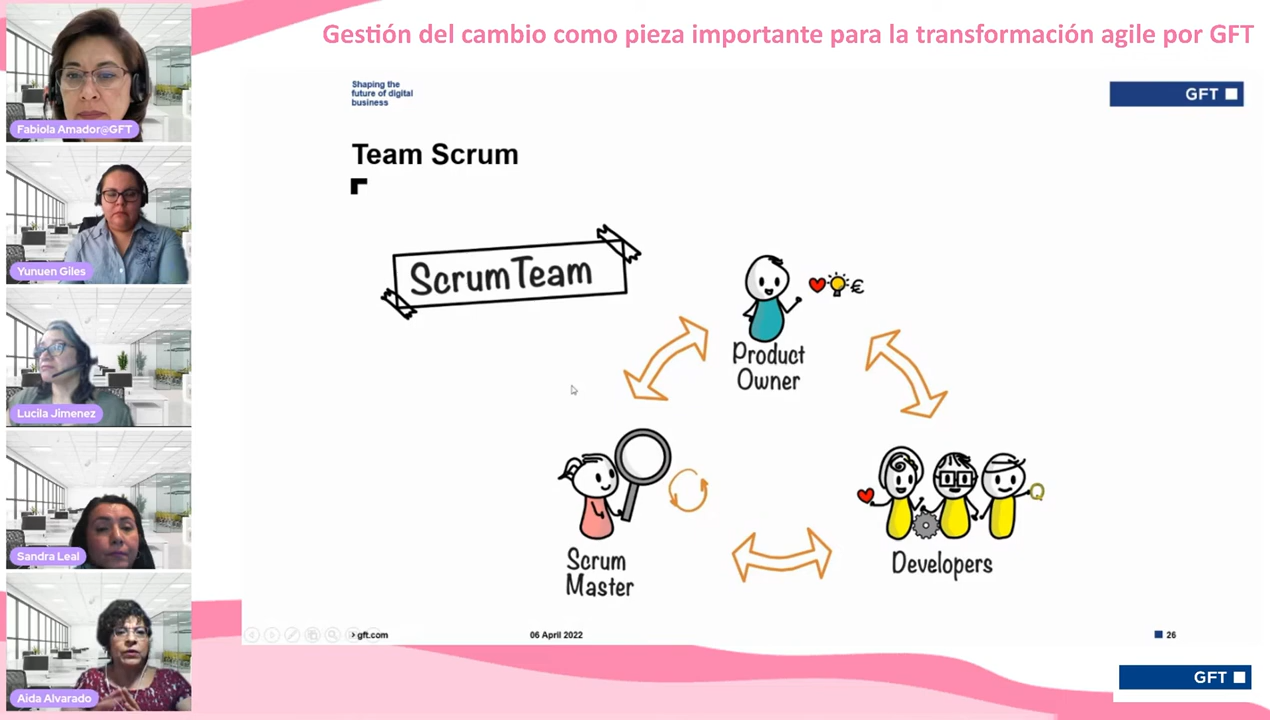 Gestión del cambio como pieza importante para la transformación agile por GFT
Shaping the
future of digital
business
GFT
Team Scrum
ScrumTeam
€
Product
Owner
Scrum
Master
Q
Developers
> gft.com
06 April 2022
26
GFT
Fabiola Amador@GFT
Yunuen Giles
Lucila Jimenez
Sandra Leal
Aida Alvarado